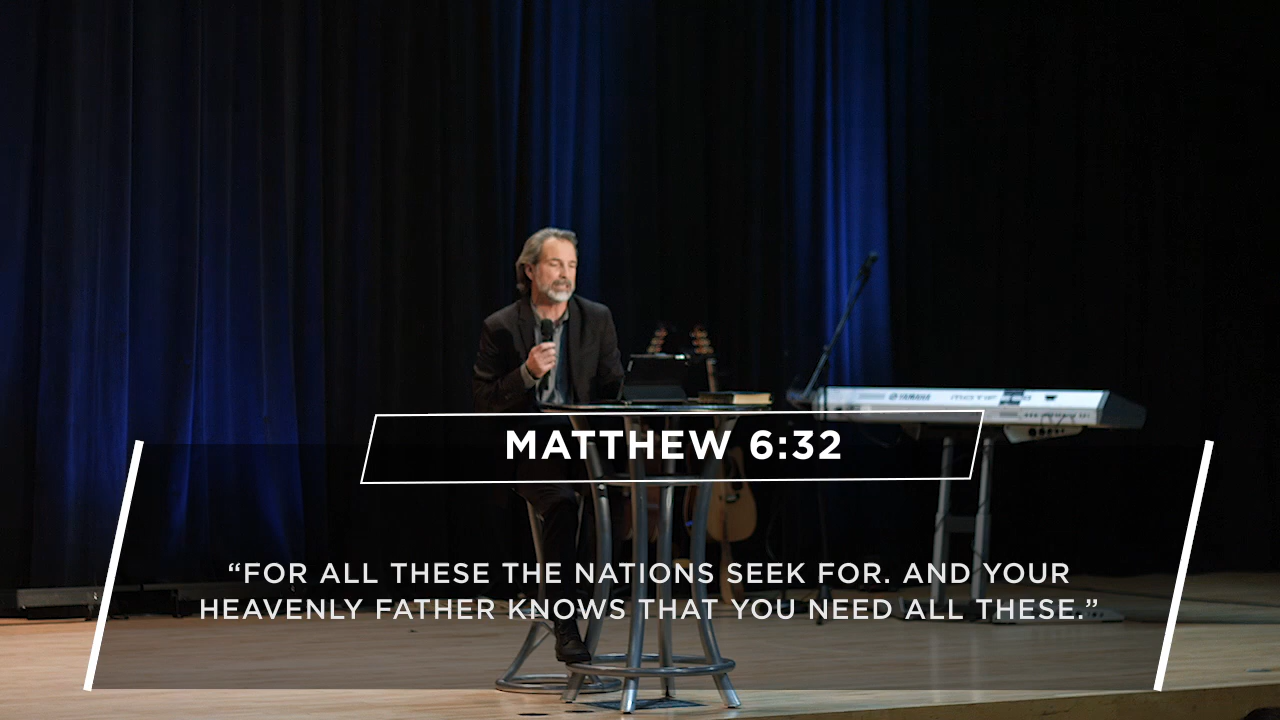 YAMAHA
MATTHEW 6:32
“FOR ALL THESE THE NATIONS SEEK FOR. AND YOUR
HEAVENLY FATHER KNOWS THAT YOU NEED ALL THESE.”